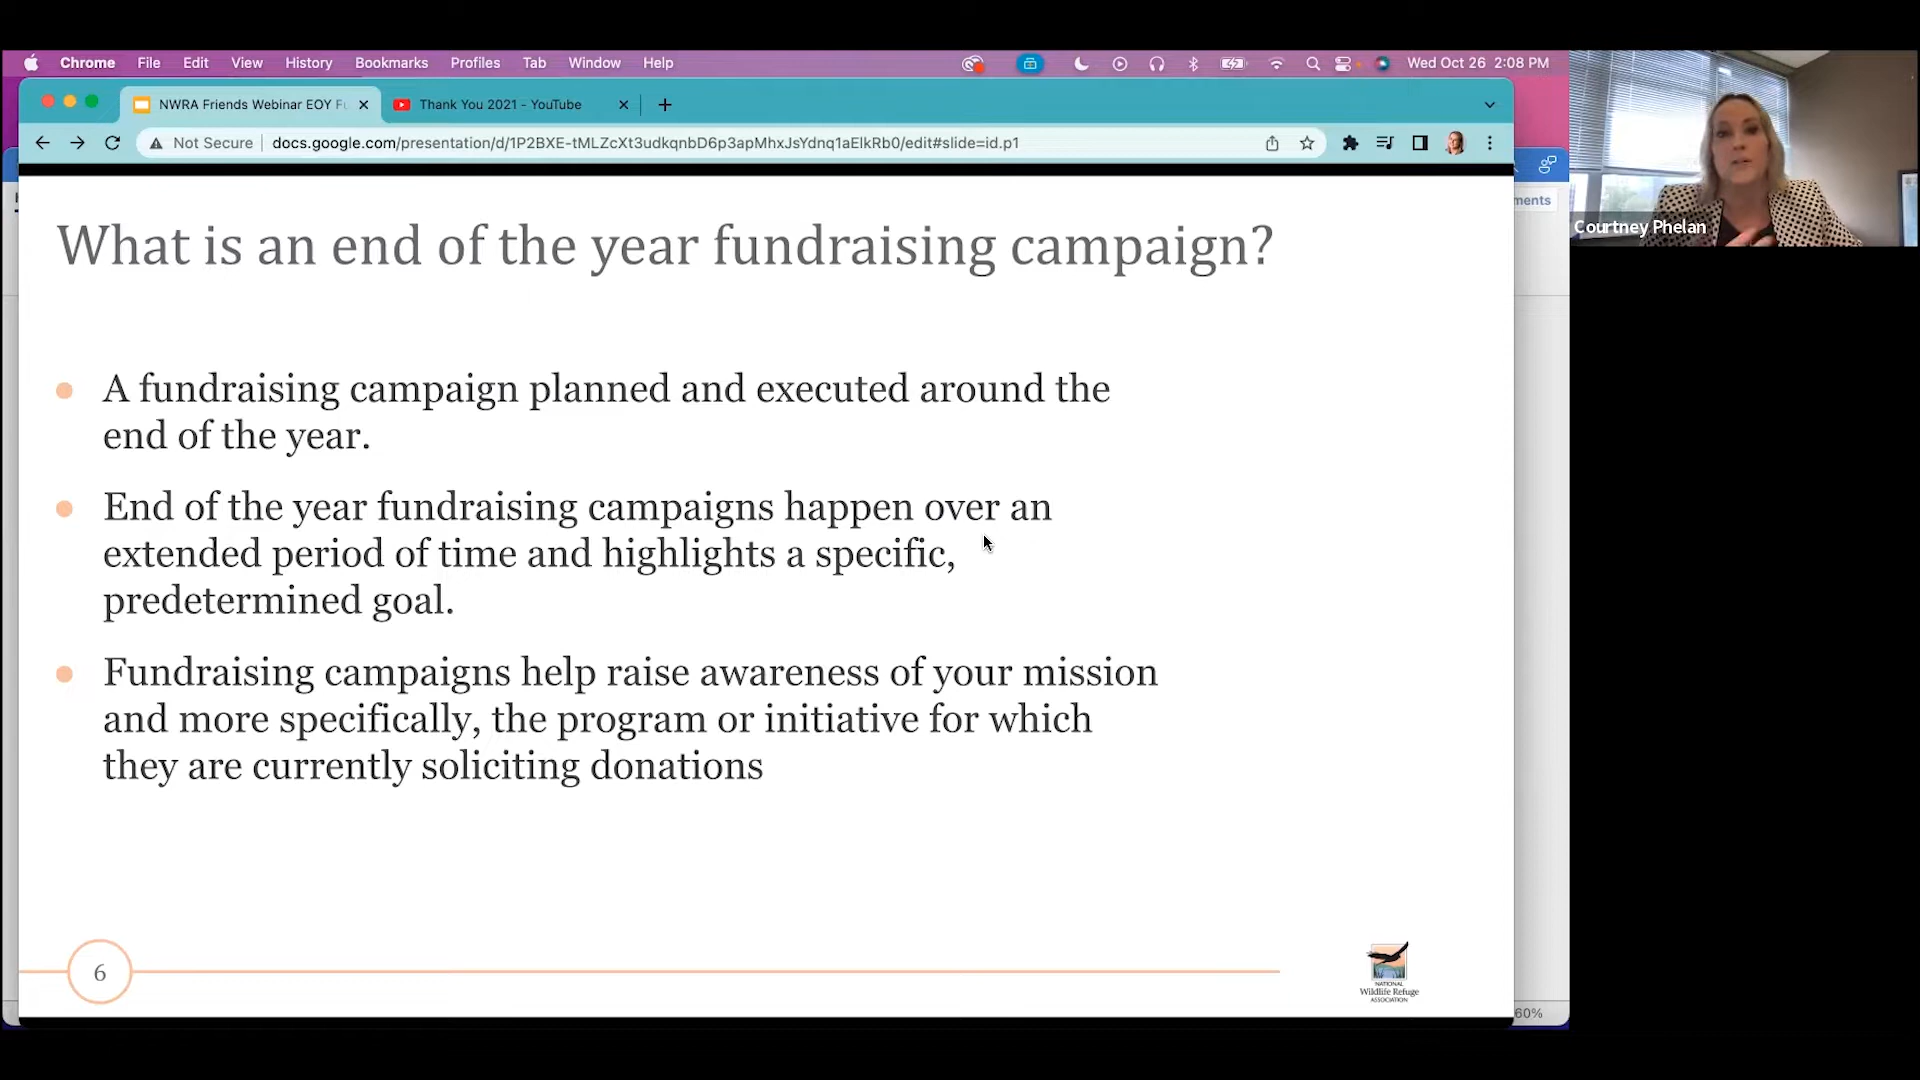 Chrome File Edit View History Bookmarks Profiles Tab Window Help Wed Oct 26 2:08 PM
NWRA Friends Webinar EOY Fu Thank You 2021 - YouTube
Not Secure docs.google.com/presentation/d/1P2BXE-tMLZcXt3udkqnbD6p3apMhxJsYdnq1aElkRb0/edit#slide=id.p1
ments
Courtney Phelan
What is an end of the year fundraising campaign?
A fundraising campaign planned and executed around the
end of the year.
End of the year fundraising campaigns happen over an
extended period of time and highlights a specific,
predetermined goal.
Fundraising campaigns help raise awareness of your mission
and more specifically, the program or initiative for which
they are currently soliciting donations
6
NATIONAL
Wildlife Refuge
ASSOCIATION
60%